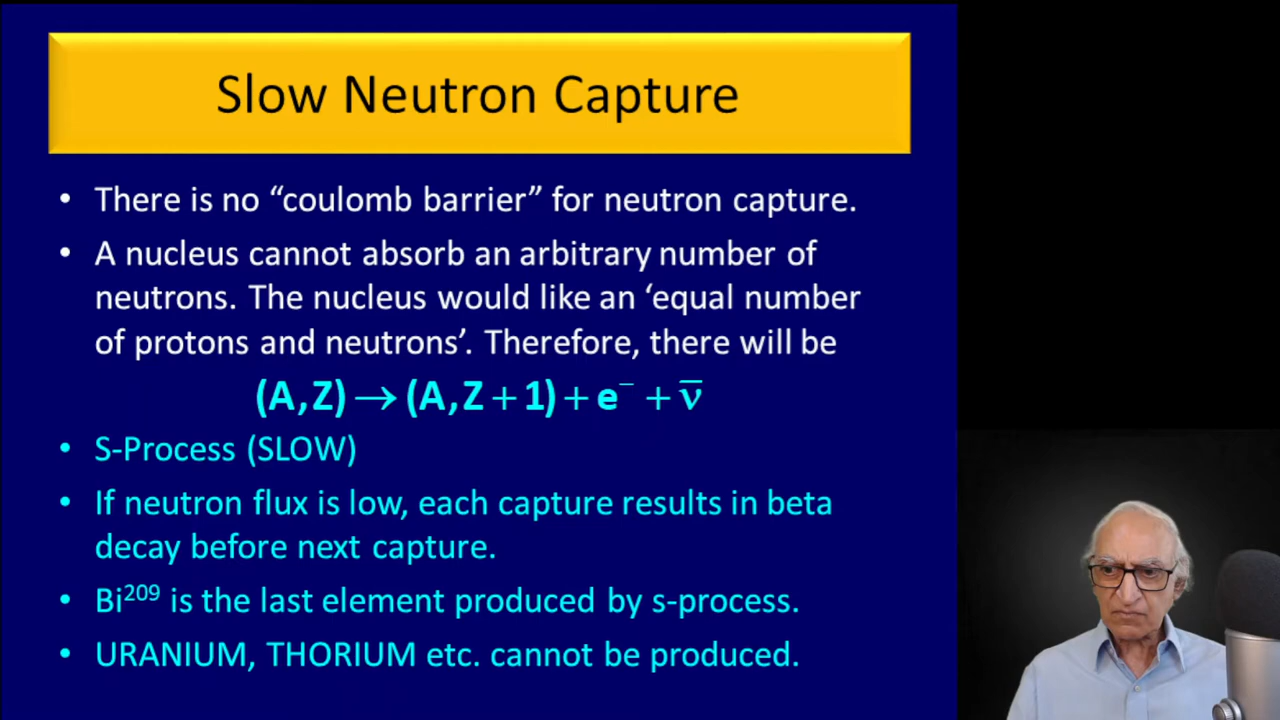 Slow Neutron Capture
• There is no “coulomb barrier” for neutron capture.
• A nucleus cannot absorb an arbitrary number of
neutrons. The nucleus would like an ‘equal number
of protons and neutrons’. Therefore, there will be
(A,Z) → (A,Z + 1) + e⁻ + ν̅
• S-Process (SLOW)
• If neutron flux is low, each capture results in beta
decay before next capture.
• Bi²⁰⁹ is the last element produced by s-process.
• URANIUM, THORIUM etc. cannot be produced.